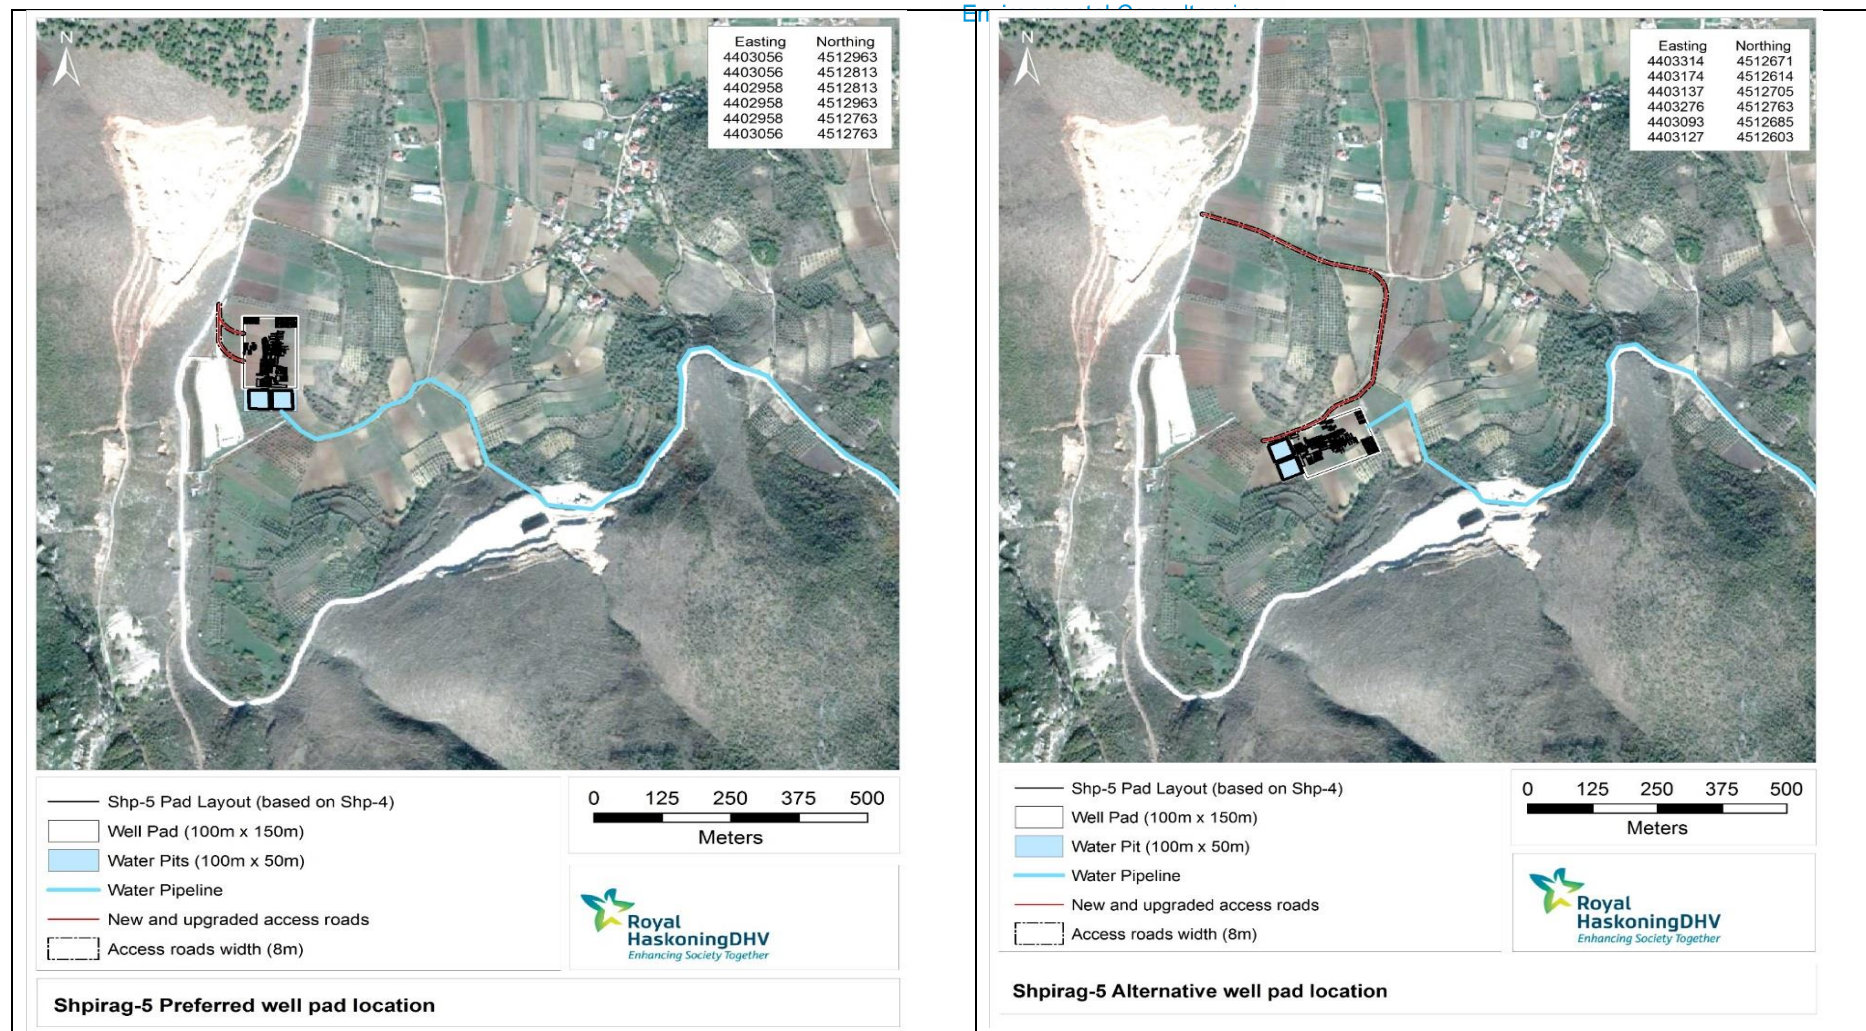 N
Easting Northing
4403056 4512963
4403056 4512813
4402958 4512813
4402958 4512963
4402958 4512763
4403056 4512763
Shp-5 Pad Layout (based on Shp-4)
Well Pad (100m x 150m)
Water Pits (100m x 50m)
Water Pipeline
New and upgraded access roads
Access roads width (8m)
0 125 250 375 500
Meters
Royal
HaskoningDHV
Enhancing Society Together
Shpirag-5 Preferred well pad location
N
Easting Northing
4403314 4512671
4403174 4512614
4403137 4512705
4403276 4512763
4403093 4512685
4403127 4512603
Shp-5 Pad Layout (based on Shp-4)
Well Pad (100m x 150m)
Water Pit (100m x 50m)
Water Pipeline
New and upgraded access roads
Access roads width (8m)
0 125 250 375 500
Meters
Royal
HaskoningDHV
Enhancing Society Together
Shpirag-5 Alternative well pad location